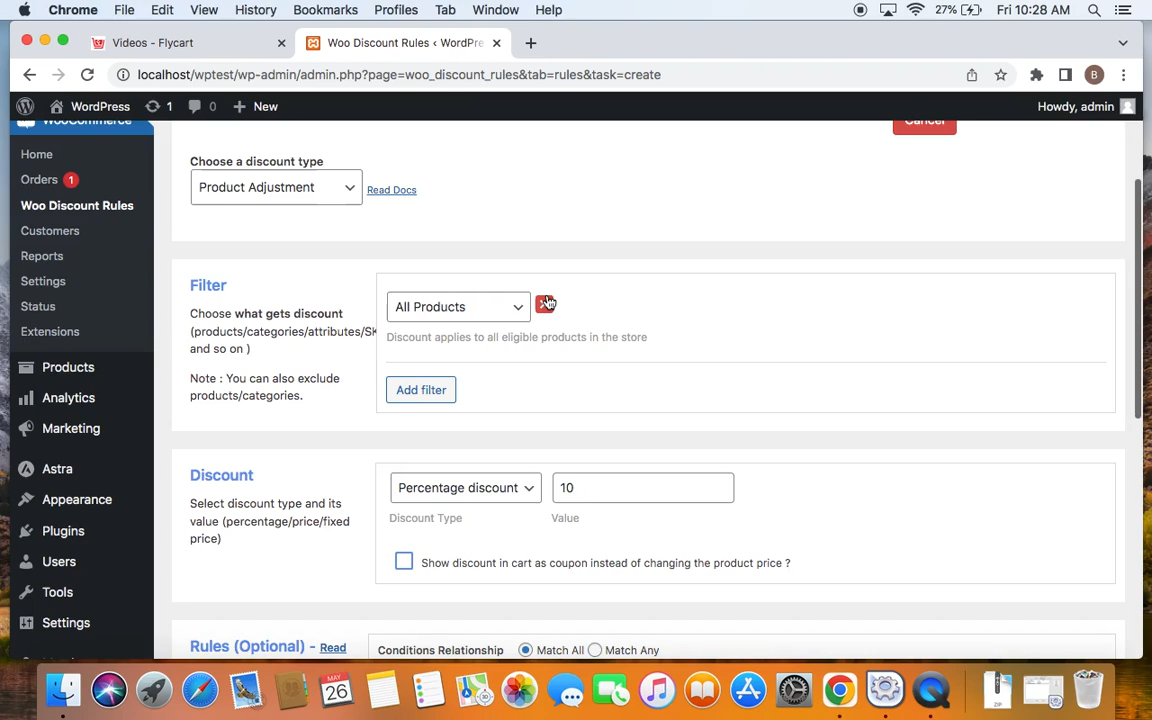 Chrome File Edit View History Bookmarks Profiles Tab Window Help 27% Fri 10:28 AM
Videos - Flycart Woo Discount Rules ‹ WordPre
localhost/wptest/wp-admin/admin.php?page=woo_discount_rules&tab=rules&task=create B
WordPress 1 0 New Howdy, admin
WooCommerce
Home
Orders 1
Woo Discount Rules
Customers
Reports
Settings
Status
Extensions
Products
Analytics
Marketing
Astra
Appearance
Plugins
Users
Tools
Settings
Cancel
Choose a discount type
Product Adjustment Read Docs
Filter
Choose what gets discount
(products/categories/attributes/SK
and so on )
Note : You can also exclude
products/categories.
All Products
Discount applies to all eligible products in the store
Add filter
Discount
Select discount type and its
value (percentage/price/fixed
price)
Percentage discount 10
Discount Type Value
Show discount in cart as coupon instead of changing the product price ?
Rules (Optional) - Read
Conditions Relationship Match All Match Any
MAY
26
ZIP